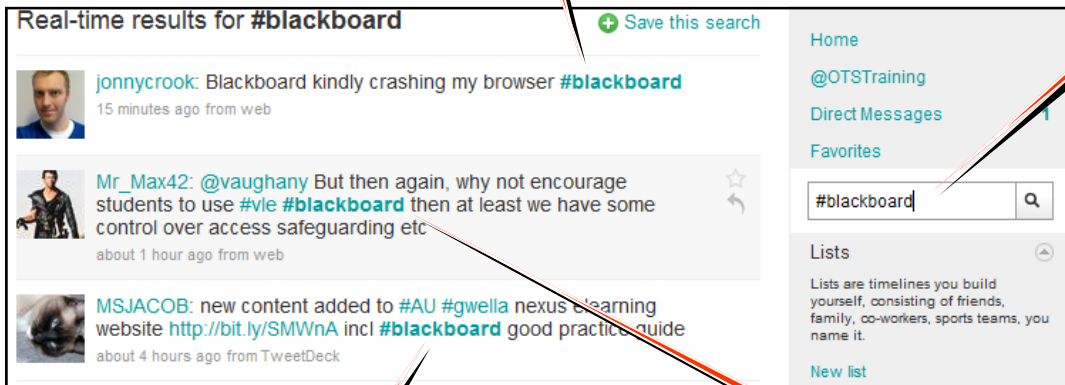 Real-time results for #blackboard
Save this search
jonnycrook: Blackboard kindly crashing my browser #blackboard
15 minutes ago from web
Mr_Max42: @vaughany But then again, why not encourage
students to use #vle #blackboard then at least we have some
control over access safeguarding etc
about 1 hour ago from web
MSJACOB: new content added to #AU #gwella nexus elearning
website http://bit.ly/SMWnA incl #blackboard good practice guide
about 4 hours ago from TweetDeck
Home
@OTSTraining
Direct Messages 1
Favorites
#blackboard
Lists
Lists are timelines you build
yourself, consisting of friends,
family, co-workers, sports teams, you
name it.
New list